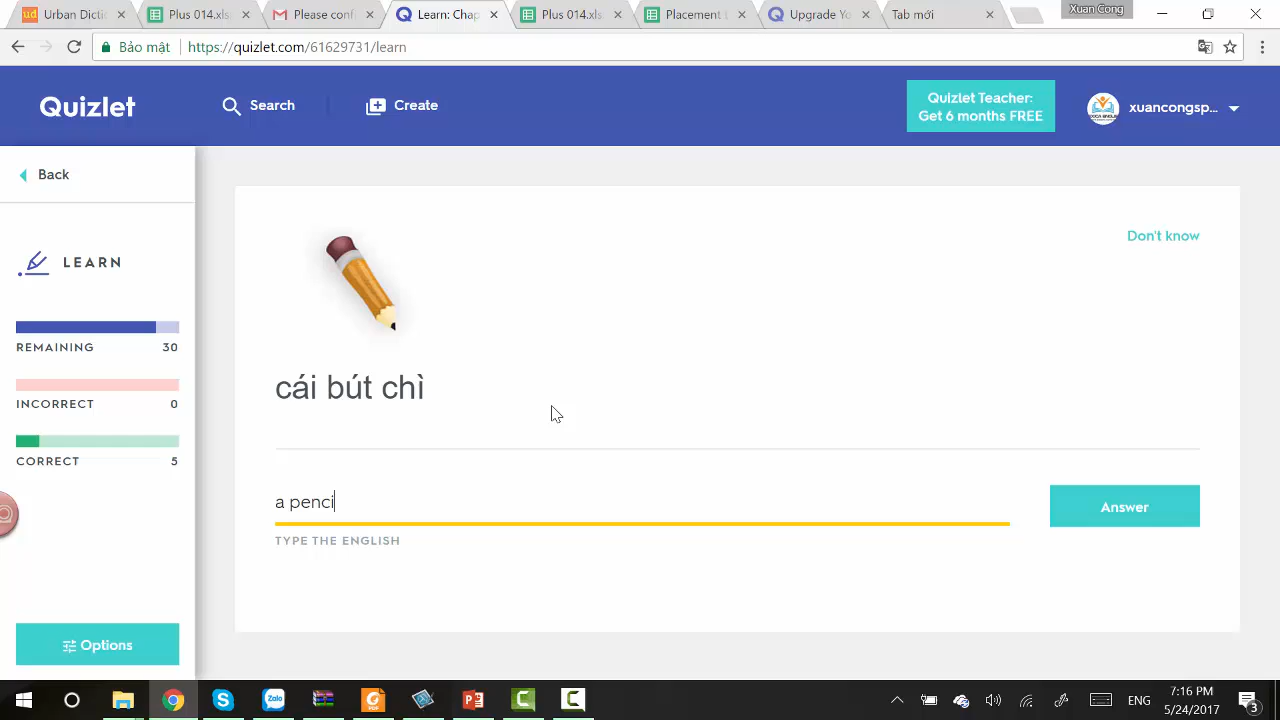 Urban Dictio
Plus 014.xls
Please conf
Learn: Chap
Plus 014.xls
Placement
Upgrade
Tab mới
Xuan Cong
Bảo mật
https://quizlet.com/61629731/learn
Quizlet
Search
Create
Quizlet Teacher:
Get 6 months FREE
xuancongsp...
Back
LEARN
REMAINING 30
INCORRECT 0
CORRECT 5
Options
Don't know
cái bút chì
a penci
Answer
TYPE THE ENGLISH
Zalo
PDF
ENG
7:16 PM
5/24/2017
3